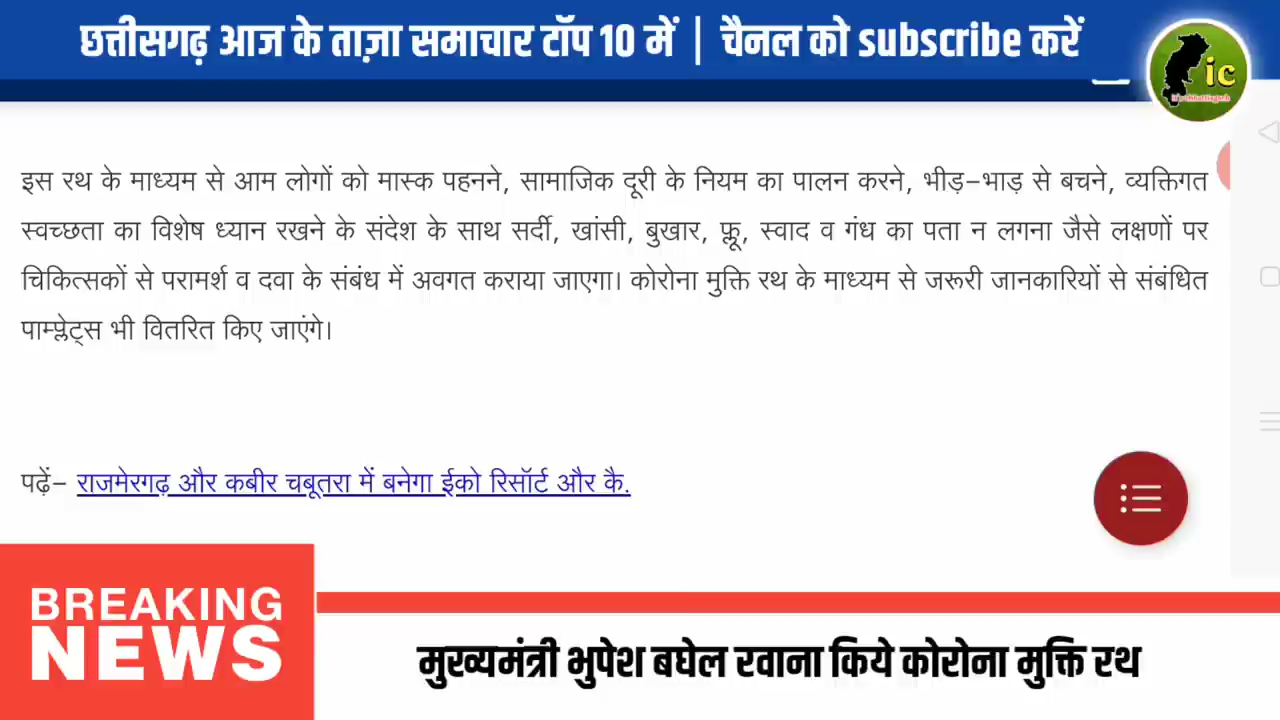 छत्तीसगढ़ आज के ताज़ा समाचार टॉप 10 में | चैनल को subscribe करें
ic
इस रथ के माध्यम से आम लोगों को मास्क पहनने, सामाजिक दूरी के नियम का पालन करने, भीड़-भाड़ से बचने, व्यक्तिगत
स्वच्छता का विशेष ध्यान रखने के संदेश के साथ सर्दी, खांसी, बुखार, फ्लू, स्वाद व गंध का पता न लगना जैसे लक्षणों पर
चिकित्सकों से परामर्श व दवा के संबंध में अवगत कराया जाएगा। कोरोना मुक्ति रथ के माध्यम से जरूरी जानकारियों से संबंधित
पाम्प्लेट्स भी वितरित किए जाएंगे।
पढ़ें- राजमेरगढ़ और कबीर चबूतरा में बनेगा ईको रिसॉर्ट और कै.
BREAKING
NEWS
मुख्यमंत्री भुपेश बघेल रवाना किये कोरोना मुक्ति रथ